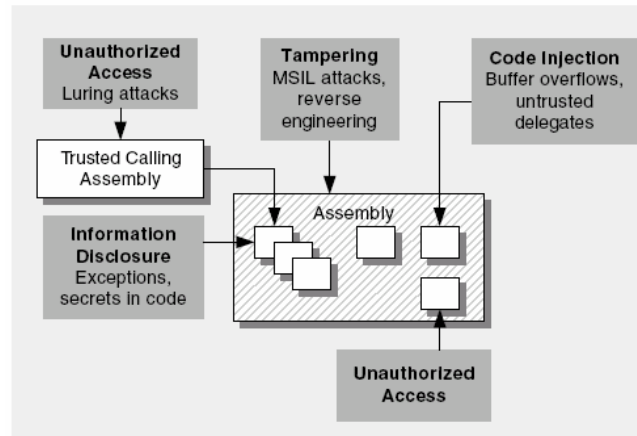 Unauthorized
Access
Luring attacks
Tampering
MSIL attacks,
reverse
engineering
Code Injection
Buffer overflows,
untrusted
delegates
Trusted Calling
Assembly
Assembly
Information
Disclosure
Exceptions,
secrets in code
Unauthorized
Access